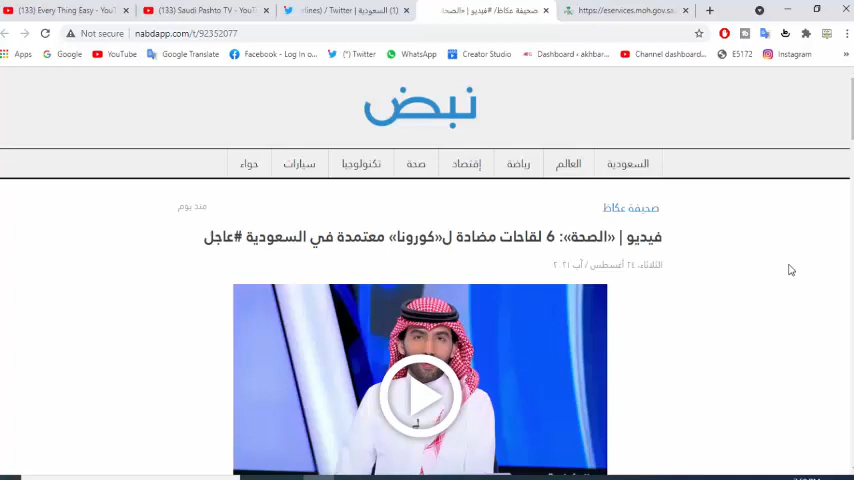 (133) Every Thing Easy - YouT
(133) Saudi Pashto TV - YouTu
(1) السعودية | Twitter / (rlines
صحيفة عكاظ/ #فيديو | «الصحة
https://eservices.moh.gov.sa
Not secure | nabdapp.com/t/92352077
Apps
Google
YouTube
Google Translate
Facebook - Log In o...
(*) Twitter
WhatsApp
Creator Studio
Dashboard ‹ akhbar...
Channel dashboard...
E5172
Instagram
»
نبض
السعودية
العالم
رياضة
إقتصاد
صحة
تكنولوجيا
سيارات
حواء
صحيفة عكاظ
منذ يوم
فيديو | «الصحة»: 6 لقاحات مضادة ل«كورونا» معتمدة في السعودية #عاجل
الثلاثاء، ٢٤ أغسطس / آب ٢٠٢١